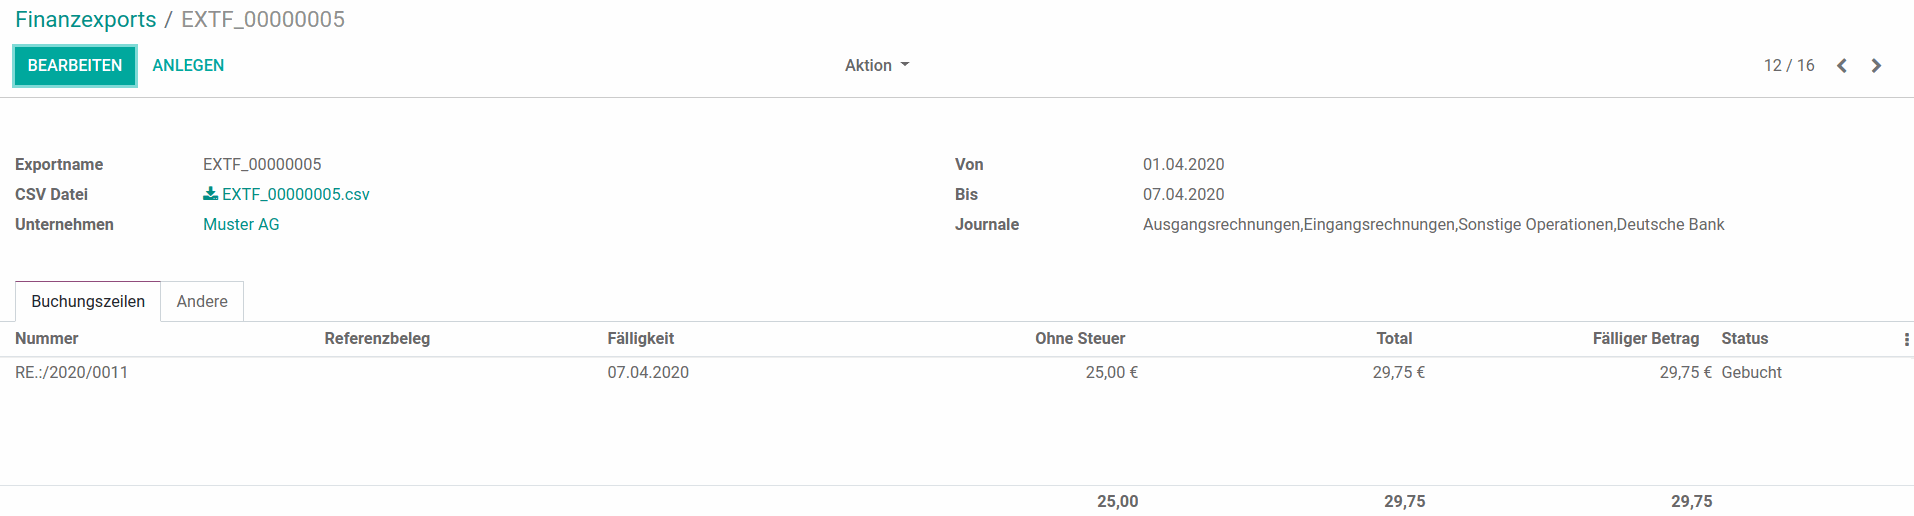 Finanzexports / EXTF_00000005
BEARBEITEN ANLEGEN Aktion 12 / 16
Exportname EXTF_00000005 Von 01.04.2020
CSV Datei EXTF_00000005.csv Bis 07.04.2020
Unternehmen Muster AG Journale Ausgangsrechnungen,Eingangsrechnungen,Sonstige Operationen,Deutsche Bank
Buchungszeilen Andere
Nummer Referenzbeleg Fälligkeit Ohne Steuer Total Fälliger Betrag Status
RE.:/2020/0011 07.04.2020 25,00 € 29,75 € 29,75 € Gebucht
25,00 29,75 29,75